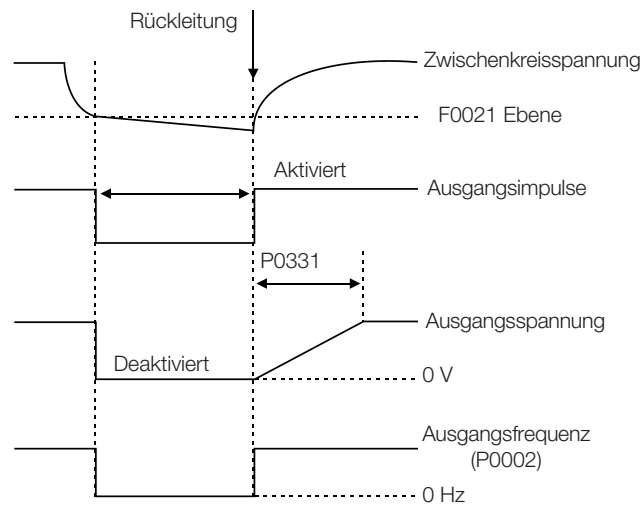 Rückleitung
Zwischenkreisspannung
F0021 Ebene
Aktiviert
Ausgangsimpulse
P0331
Ausgangsspannung
Deaktiviert
0 V
Ausgangsfrequenz
(P0002)
0 Hz